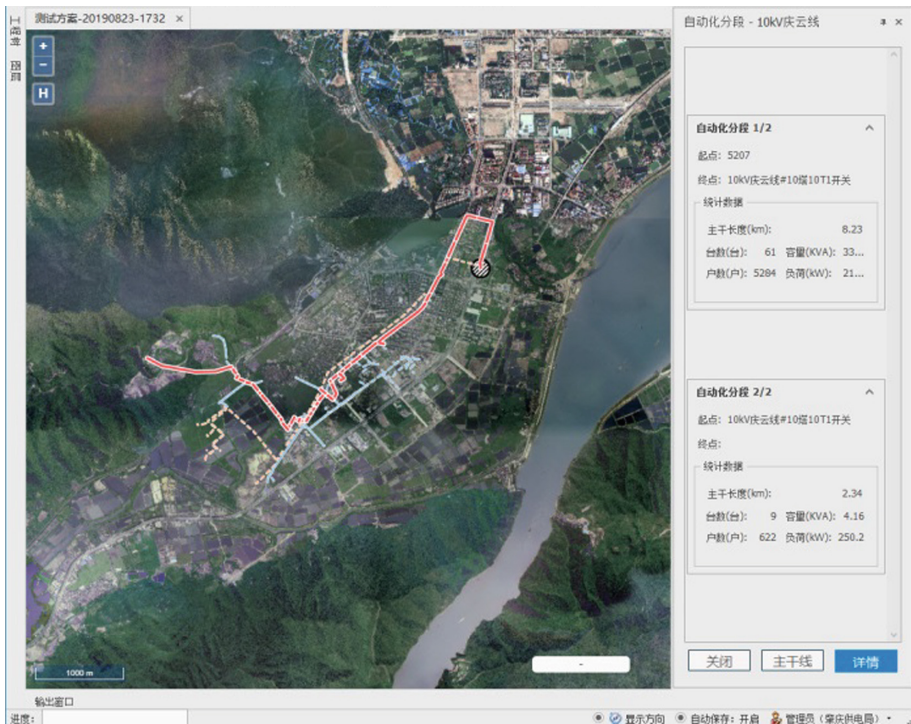 测试方案-20190823-1732 ×
工程树
图层
+
−
H
1000 m
-
自动化分段 - 10kV庆云线
自动化分段 1/2
起点: 5207
终点: 10kV庆云线#10塔10T1开关
统计数据
主干长度(km): 8.23
台数(台): 61 容量(KVA): 33...
户数(户): 5284 负荷(kW): 21...
自动化分段 2/2
起点: 10kV庆云线#10塔10T1开关
终点:
统计数据
主干长度(km): 2.34
台数(台): 9 容量(KVA): 4.16
户数(户): 622 负荷(kW): 250.2
关闭 主干线 详情
输出窗口
进度: 显示方向 自动保存: 开启 管理员 (肇庆供电局)